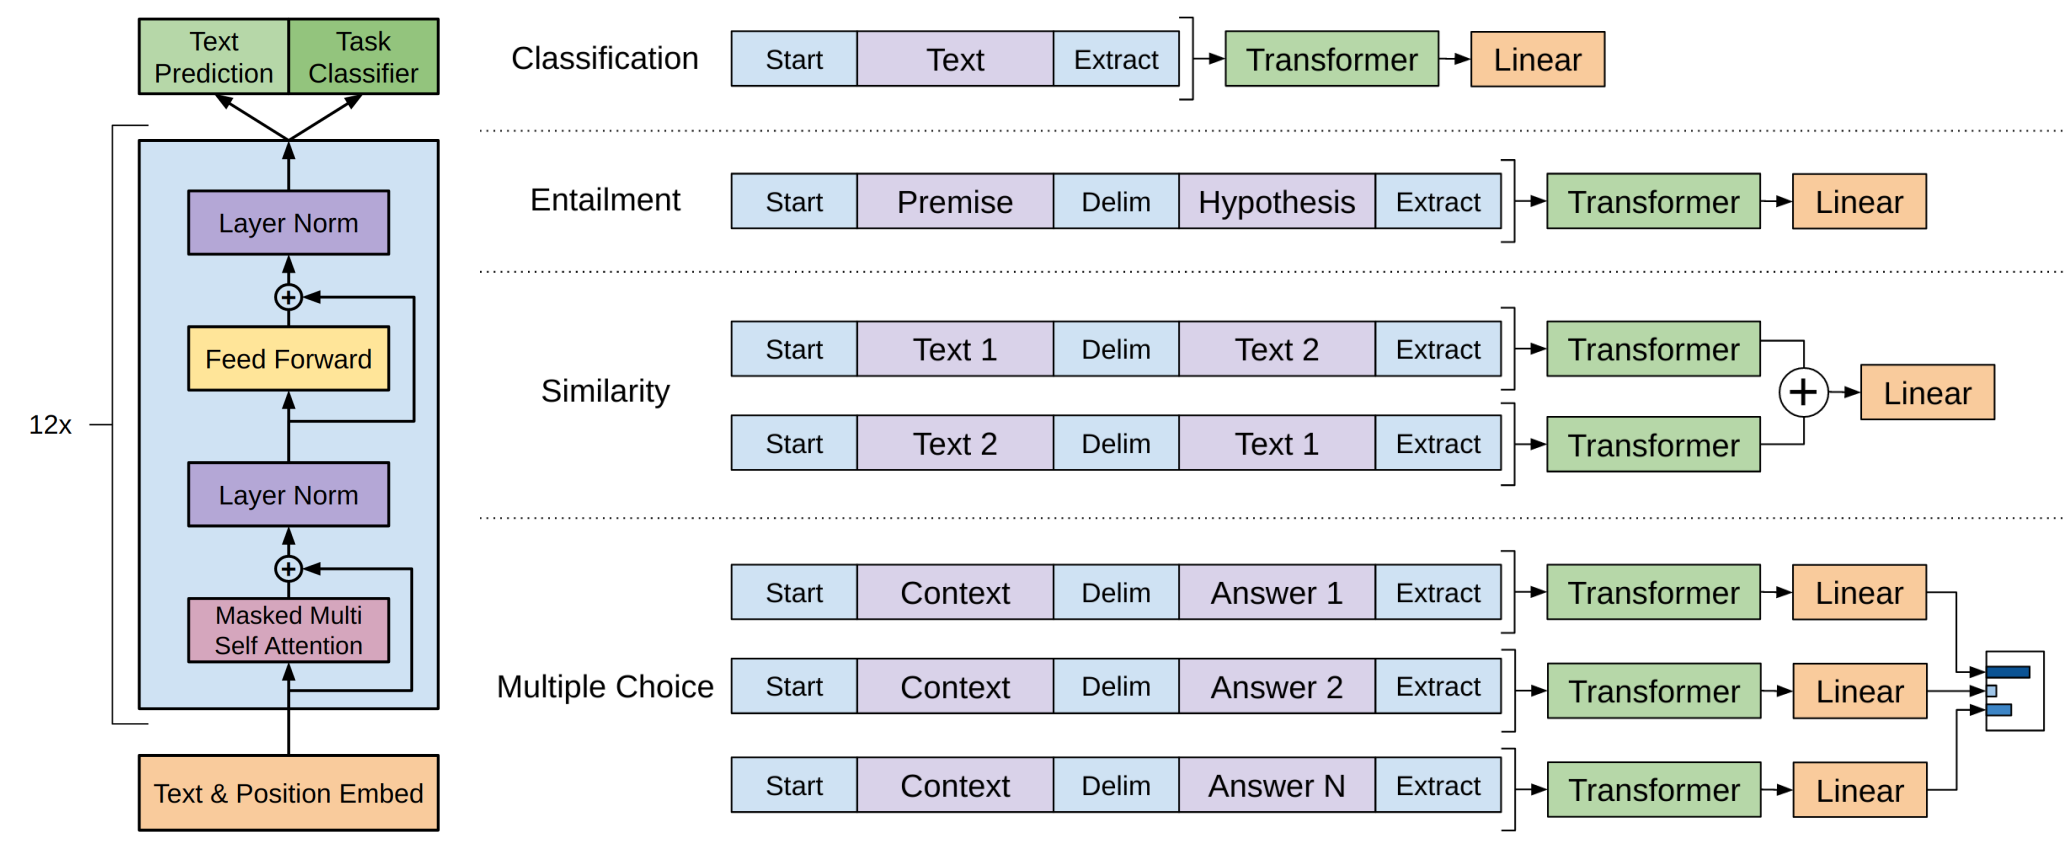 Text
Prediction
Task
Classifier
Layer Norm
+
Feed Forward
12x
Layer Norm
+
Masked Multi
Self Attention
Text & Position Embed
Classification
Start Text Extract Transformer Linear
Entailment
Start Premise Delim Hypothesis Extract Transformer Linear
Similarity
Start Text 1 Delim Text 2 Extract Transformer
+ Linear
Start Text 2 Delim Text 1 Extract Transformer
Multiple Choice
Start Context Delim Answer 1 Extract Transformer Linear
Start Context Delim Answer 2 Extract Transformer Linear
Start Context Delim Answer N Extract Transformer Linear